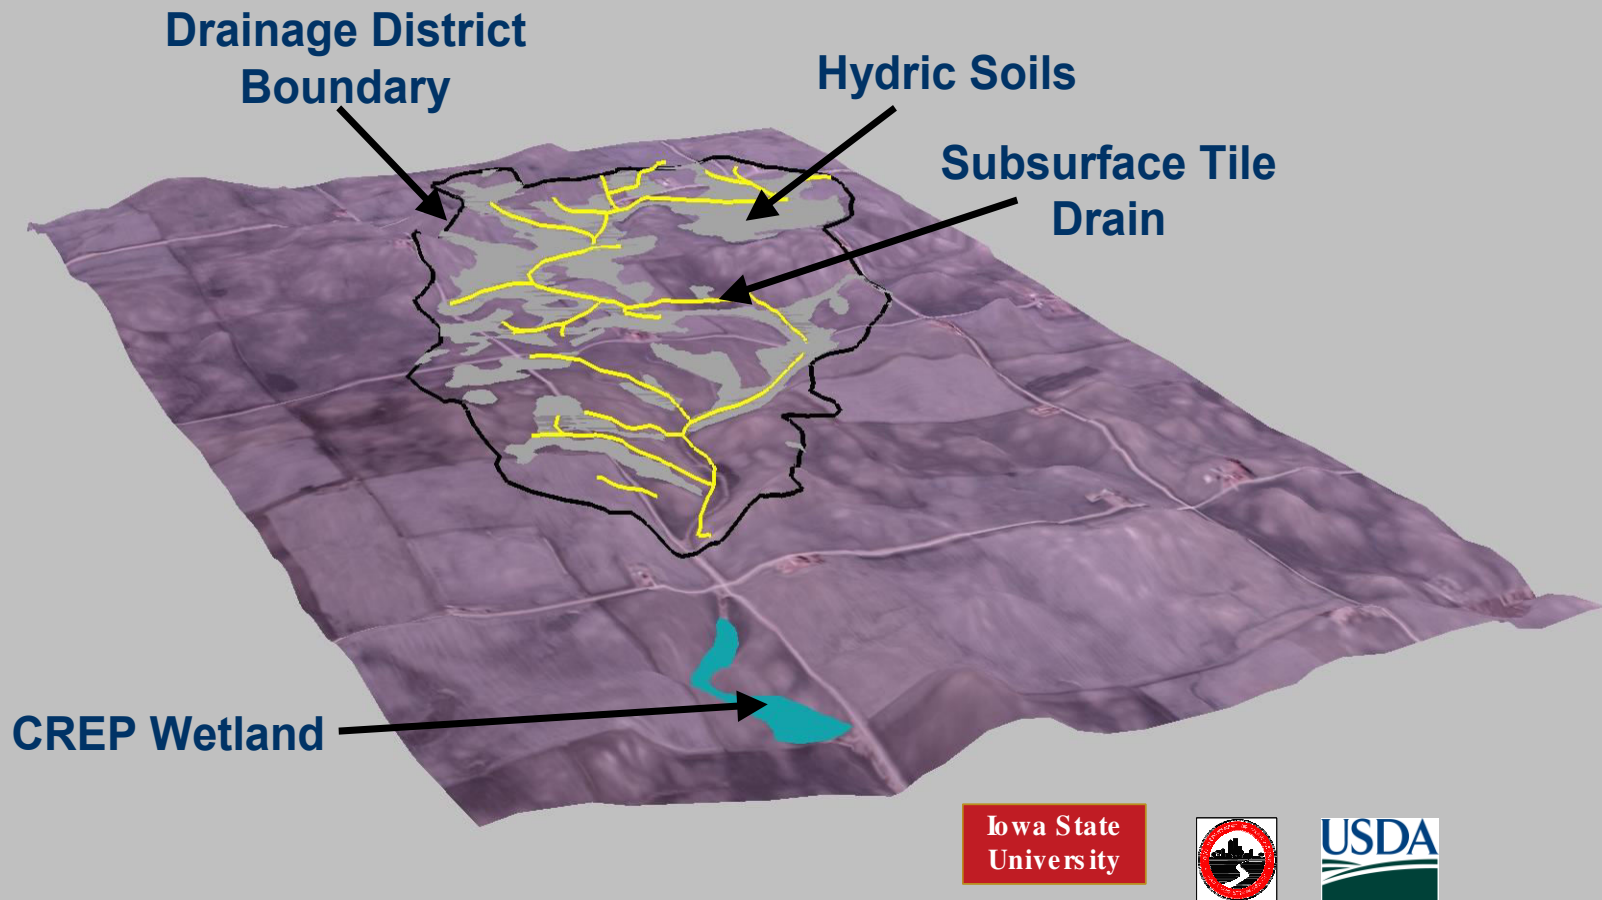 Drainage District
Boundary
Hydric Soils
Subsurface Tile
Drain
CREP Wetland
Iowa State
University
USDA